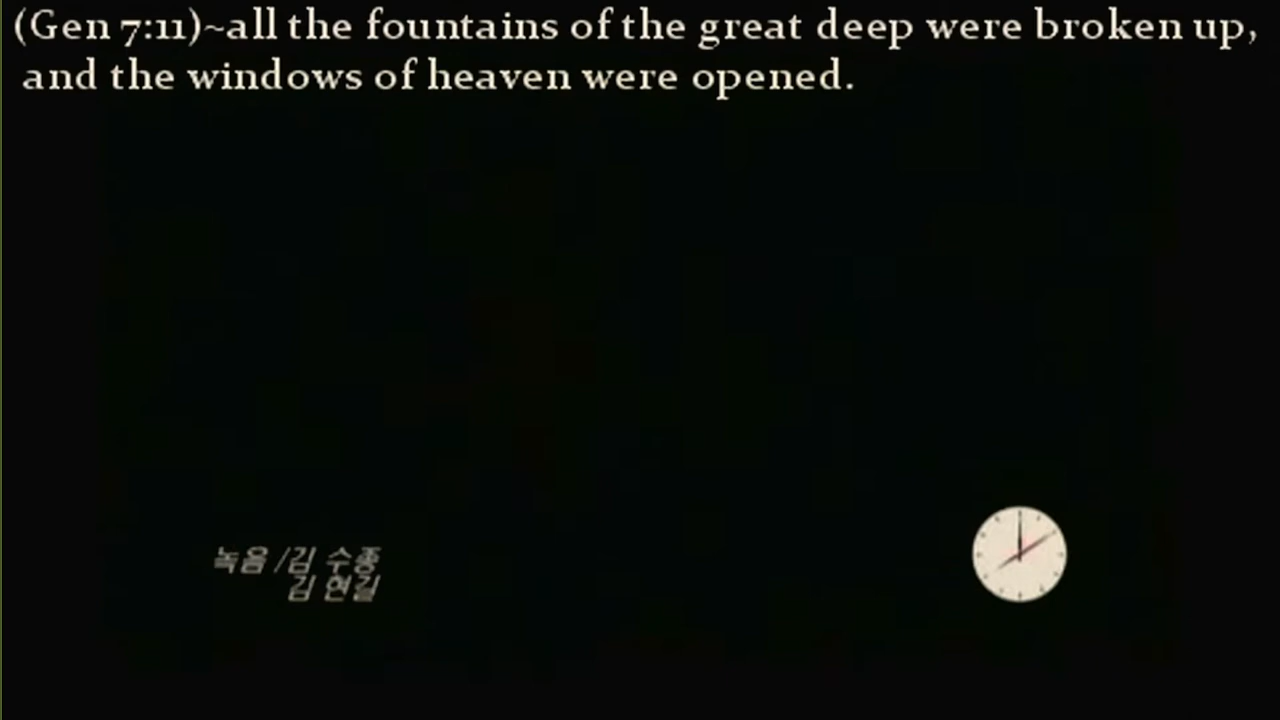 (Gen 7:11)~all the fountains of the great deep were broken up,
and the windows of heaven were opened.
녹음 /김 수종
김 현길